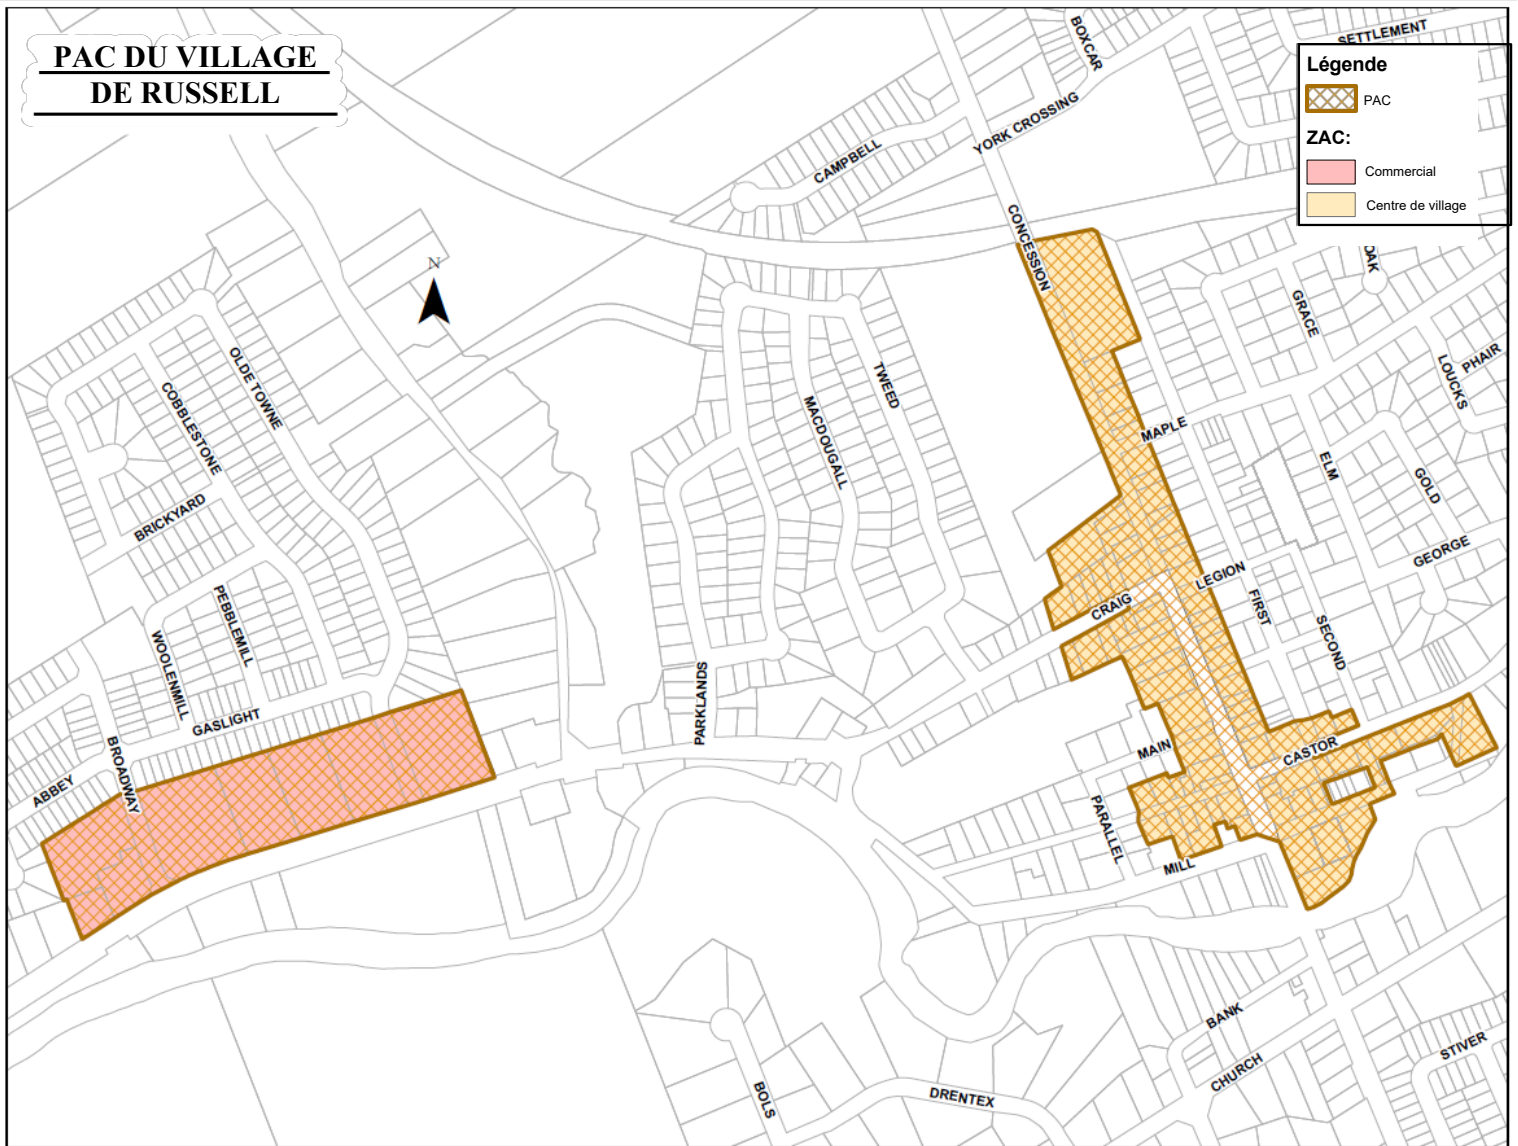 PAC DU VILLAGE
DE RUSSELL
Légende
PAC
ZAC:
Commercial
Centre de village
N
BOXCAR
SETTLEMENT
YORK CROSSING
CAMPBELL
CONCESSION
OAK
GRACE
LOUCKS
PHAIR
MAPLE
ELM
GOLD
GEORGE
LEGION
FIRST
SECOND
CRAIG
TWEED
MACDOUGALL
PARKLANDS
OLDE TOWNE
COBBLESTONE
BRICKYARD
PEBBLEMILL
WOOLENMILL
GASLIGHT
BROADWAY
ABBEY
MAIN
CASTOR
PARALLEL
MILL
BANK
CHURCH
STIVER
DRENTEX
BOLS